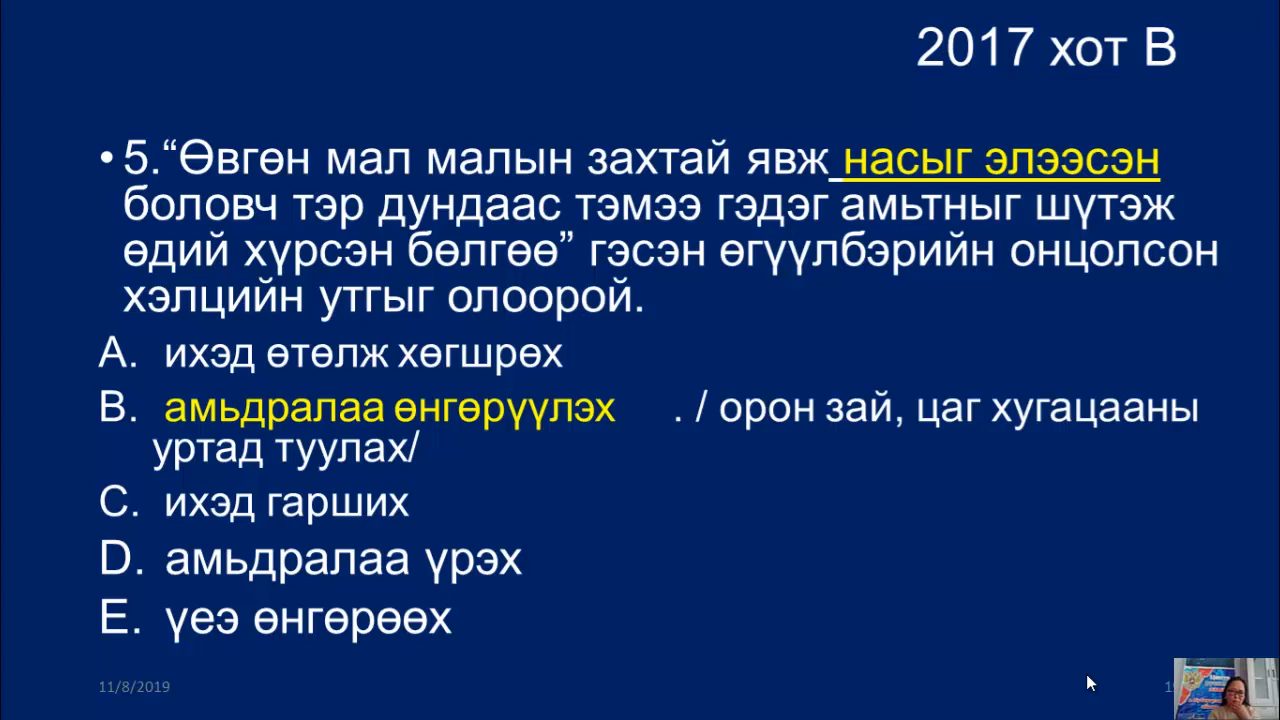 2017 хот В
• 5.“Өвгөн мал малын захтай явж насыг элээсэн
боловч тэр дундаас тэмээ гэдэг амьтныг шүтэж
өдий хүрсэн бөлгөө” гэсэн өгүүлбэрийн онцолсон
хэлцийн утгыг олоорой.
A. ихэд өтөлж хөгшрөх
B. амьдралаа өнгөрүүлэх . / орон зай, цаг хугацааны
уртад туулах/
C. ихэд гарших
D. амьдралаа үрэх
E. үеэ өнгөрөөх
11/8/2019